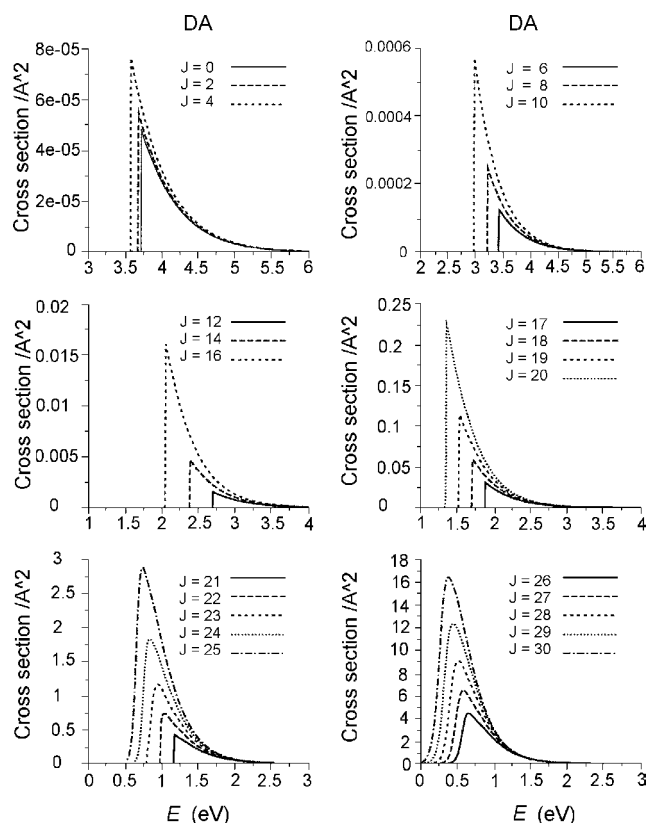 DA
DA
Cross section /A^2
8e-05
6e-05
4e-05
2e-05
0
J = 0
J = 2
J = 4
3 3.5 4 4.5 5 5.5 6
Cross section /A^2
0.0006
0.0004
0.0002
0
J = 6
J = 8
J = 10
2 2.5 3 3.5 4 4.5 5 5.5 6
Cross section /A^2
0.02
0.015
0.01
0.005
0
J = 12
J = 14
J = 16
1 1.5 2 2.5 3 3.5 4
Cross section /A^2
0.25
0.20
0.15
0.1
0.05
0
J = 17
J = 18
J = 19
J = 20
1 1.5 2 2.5 3 3.5 4
Cross section /A^2
3
2.5
2
1.5
1
0.5
0
J = 21
J = 22
J = 23
J = 24
J = 25
0 0.5 1 1.5 2 2.5 3
E (eV)
Cross section /A^2
18
16
14
12
10
8
6
4
2
0
J = 26
J = 27
J = 28
J = 29
J = 30
0 0.5 1 1.5 2 2.5 3
E (eV)